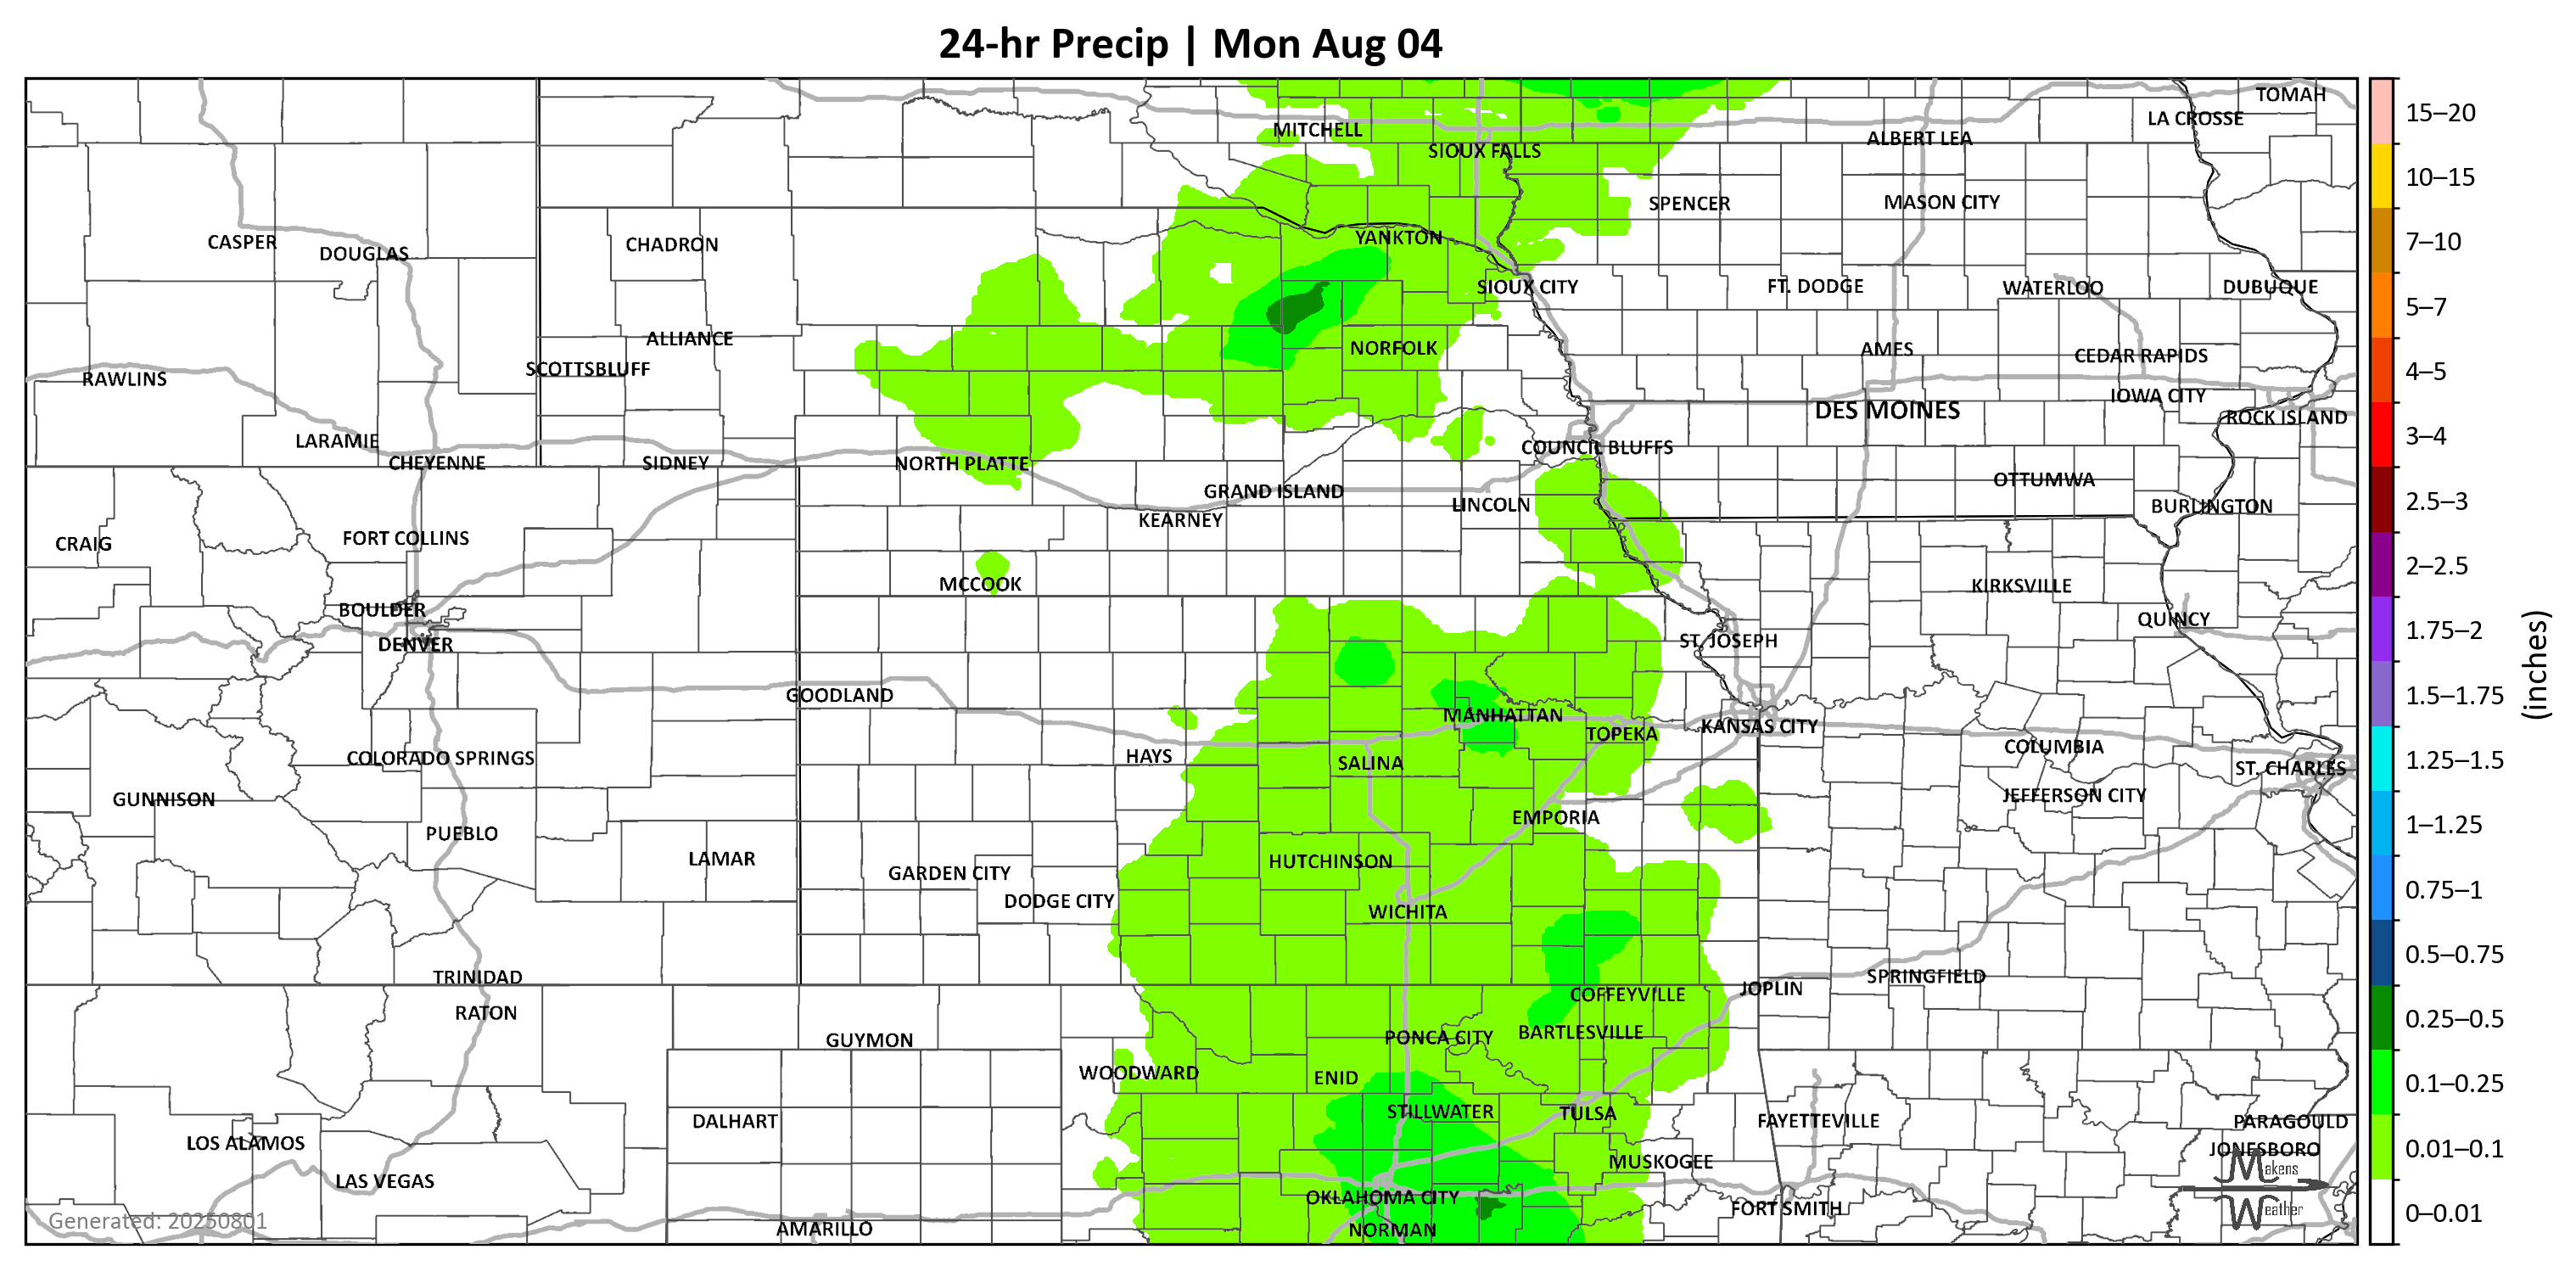 24-hr Precip | Mon Aug 04
TOMAH
LA CROSSE
MITCHELL
ALBERT LEA
SIOUX FALLS
SPENCER
MASON CITY
YANKTON
CASPER
CHADRON
DOUGLAS
SIOUX CITY
FT. DODGE
WATERLOO
DUBUQUE
ALLIANCE
NORFOLK
AMES
CEDAR RAPIDS
SCOTTSBLUFF
RAWLINS
IOWA CITY
DES MOINES
ROCK ISLAND
LARAMIE
COUNCIL BLUFFS
CHEYENNE
SIDNEY
NORTH PLATTE
OTTUMWA
GRAND ISLAND
LINCOLN
BURLINGTON
KEARNEY
FORT COLLINS
CRAIG
MCCOOK
KIRKSVILLE
BOULDER
QUINCY
DENVER
ST. JOSEPH
GOODLAND
MANHATTAN
KANSAS CITY
TOPEKA
COLUMBIA
HAYS
COLORADO SPRINGS
SALINA
ST. CHARLES
GUNNISON
JEFFERSON CITY
EMPORIA
PUEBLO
LAMAR
HUTCHINSON
GARDEN CITY
DODGE CITY
WICHITA
TRINIDAD
SPRINGFIELD
JOPLIN
COFFEYVILLE
RATON
BARTLESVILLE
GUYMON
PONCA CITY
WOODWARD
ENID
STILLWATER
TULSA
DALHART
FAYETTEVILLE
PARAGOULD
LOS ALAMOS
JONESBORO
MUSKOGEE
LAS VEGAS
OKLAHOMA CITY
FORT SMITH
AMARILLO
NORMAN
Generated: 20250801
Makens
Weather
15–20
10–15
7–10
5–7
4–5
3–4
2.5–3
2–2.5
1.75–2
1.5–1.75
1.25–1.5
1–1.25
0.75–1
0.5–0.75
0.25–0.5
0.1–0.25
0.01–0.1
0–0.01
(inches)